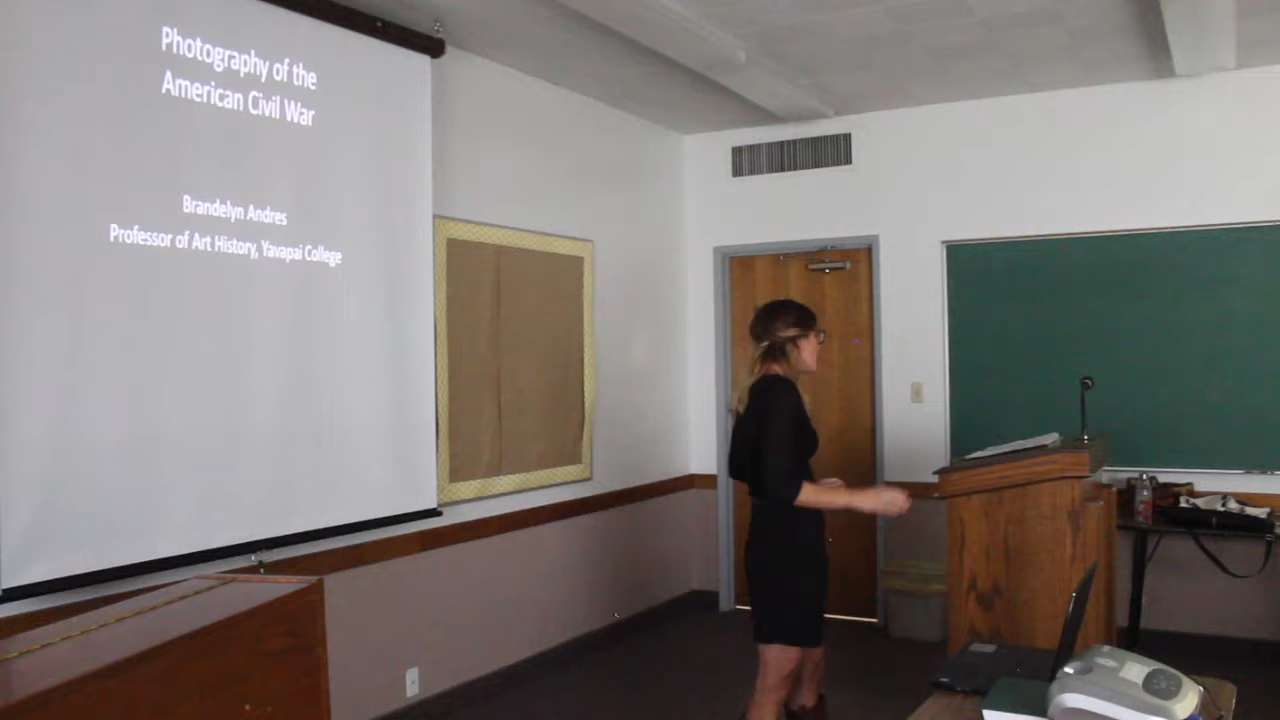 Photography of the
American Civil War
Brandelyn Andres
Professor of Art History, Yavapai College